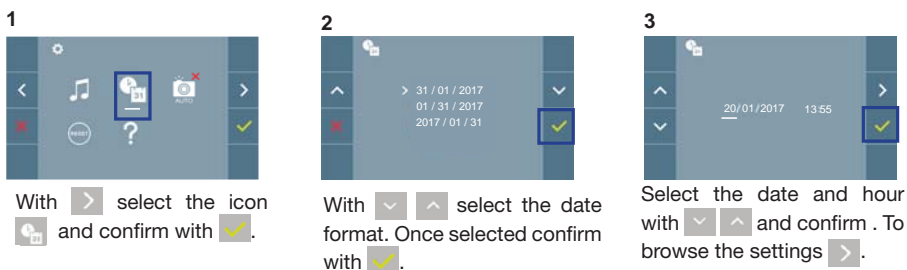 1
31
AUTO
RESET
?
With > select the icon
and confirm with ✓.
2
> 31 / 01 / 2017
01 / 31 / 2017
2017 / 01 / 31
With select the date
format. Once selected confirm
with ✓.
3
20/01/2017 13:55
Select the date and hour
with and confirm . To
browse the settings > .